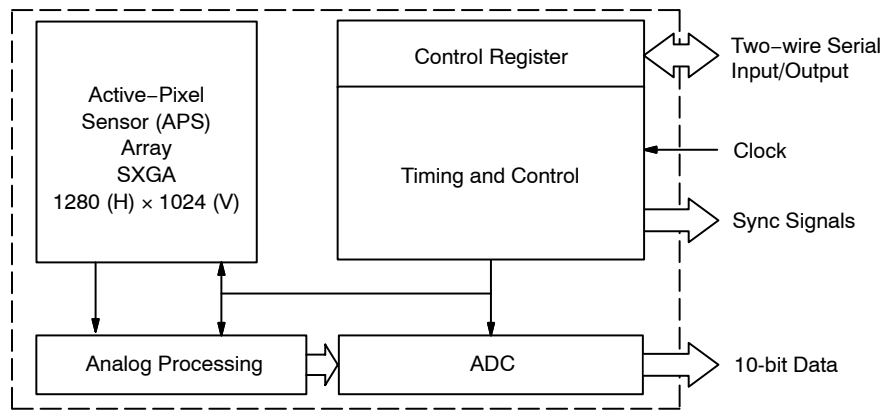 Active−Pixel
Sensor (APS)
Array
SXGA
1280 (H) × 1024 (V)
Control Register
Timing and Control
Two−wire Serial
Input/Output
Clock
Sync Signals
Analog Processing
ADC
10-bit Data